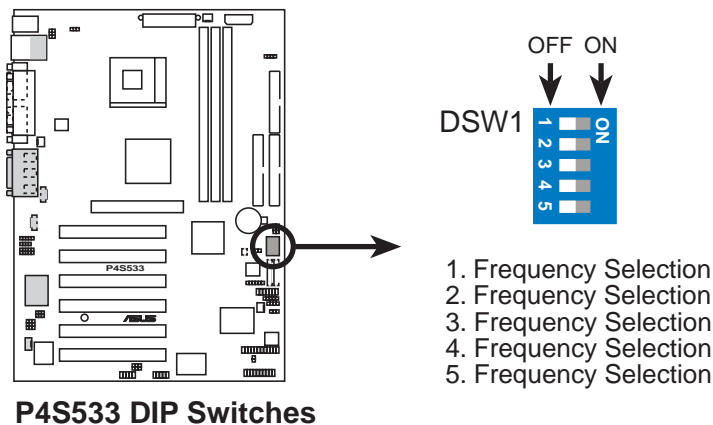 OFF ON
DSW1
ON
1
2
3
4
5
P4S533
ASUS
1. Frequency Selection
2. Frequency Selection
3. Frequency Selection
4. Frequency Selection
5. Frequency Selection
P4S533 DIP Switches